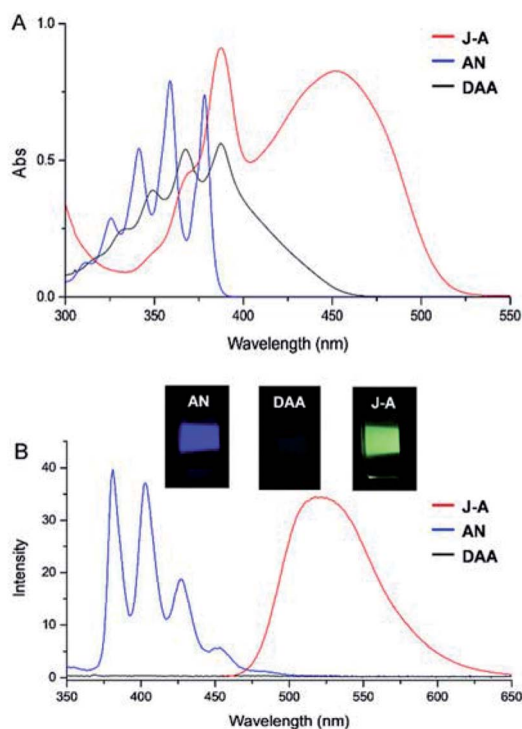 A
J-A
AN
DAA
Abs
1.0
0.5
0.0
300 350 400 450 500 550
Wavelength (nm)
B
AN DAA J-A
J-A
AN
DAA
Intensity
40
30
20
10
0
350 400 450 500 550 600 650
Wavelength (nm)